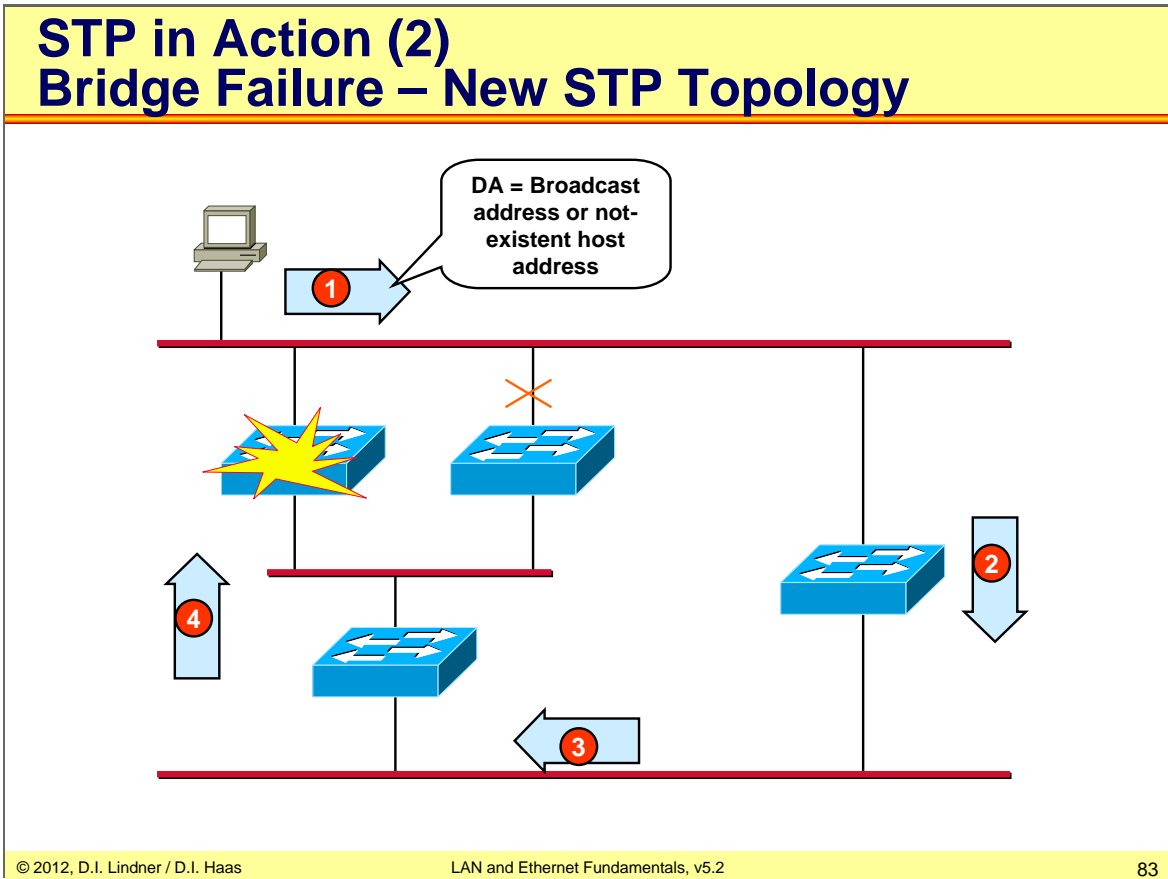 STP in Action (2)
Bridge Failure – New STP Topology
DA = Broadcast
address or not-
existent host
address
1
2
4
3
© 2012, D.I. Lindner / D.I. Haas
LAN and Ethernet Fundamentals, v5.2
83